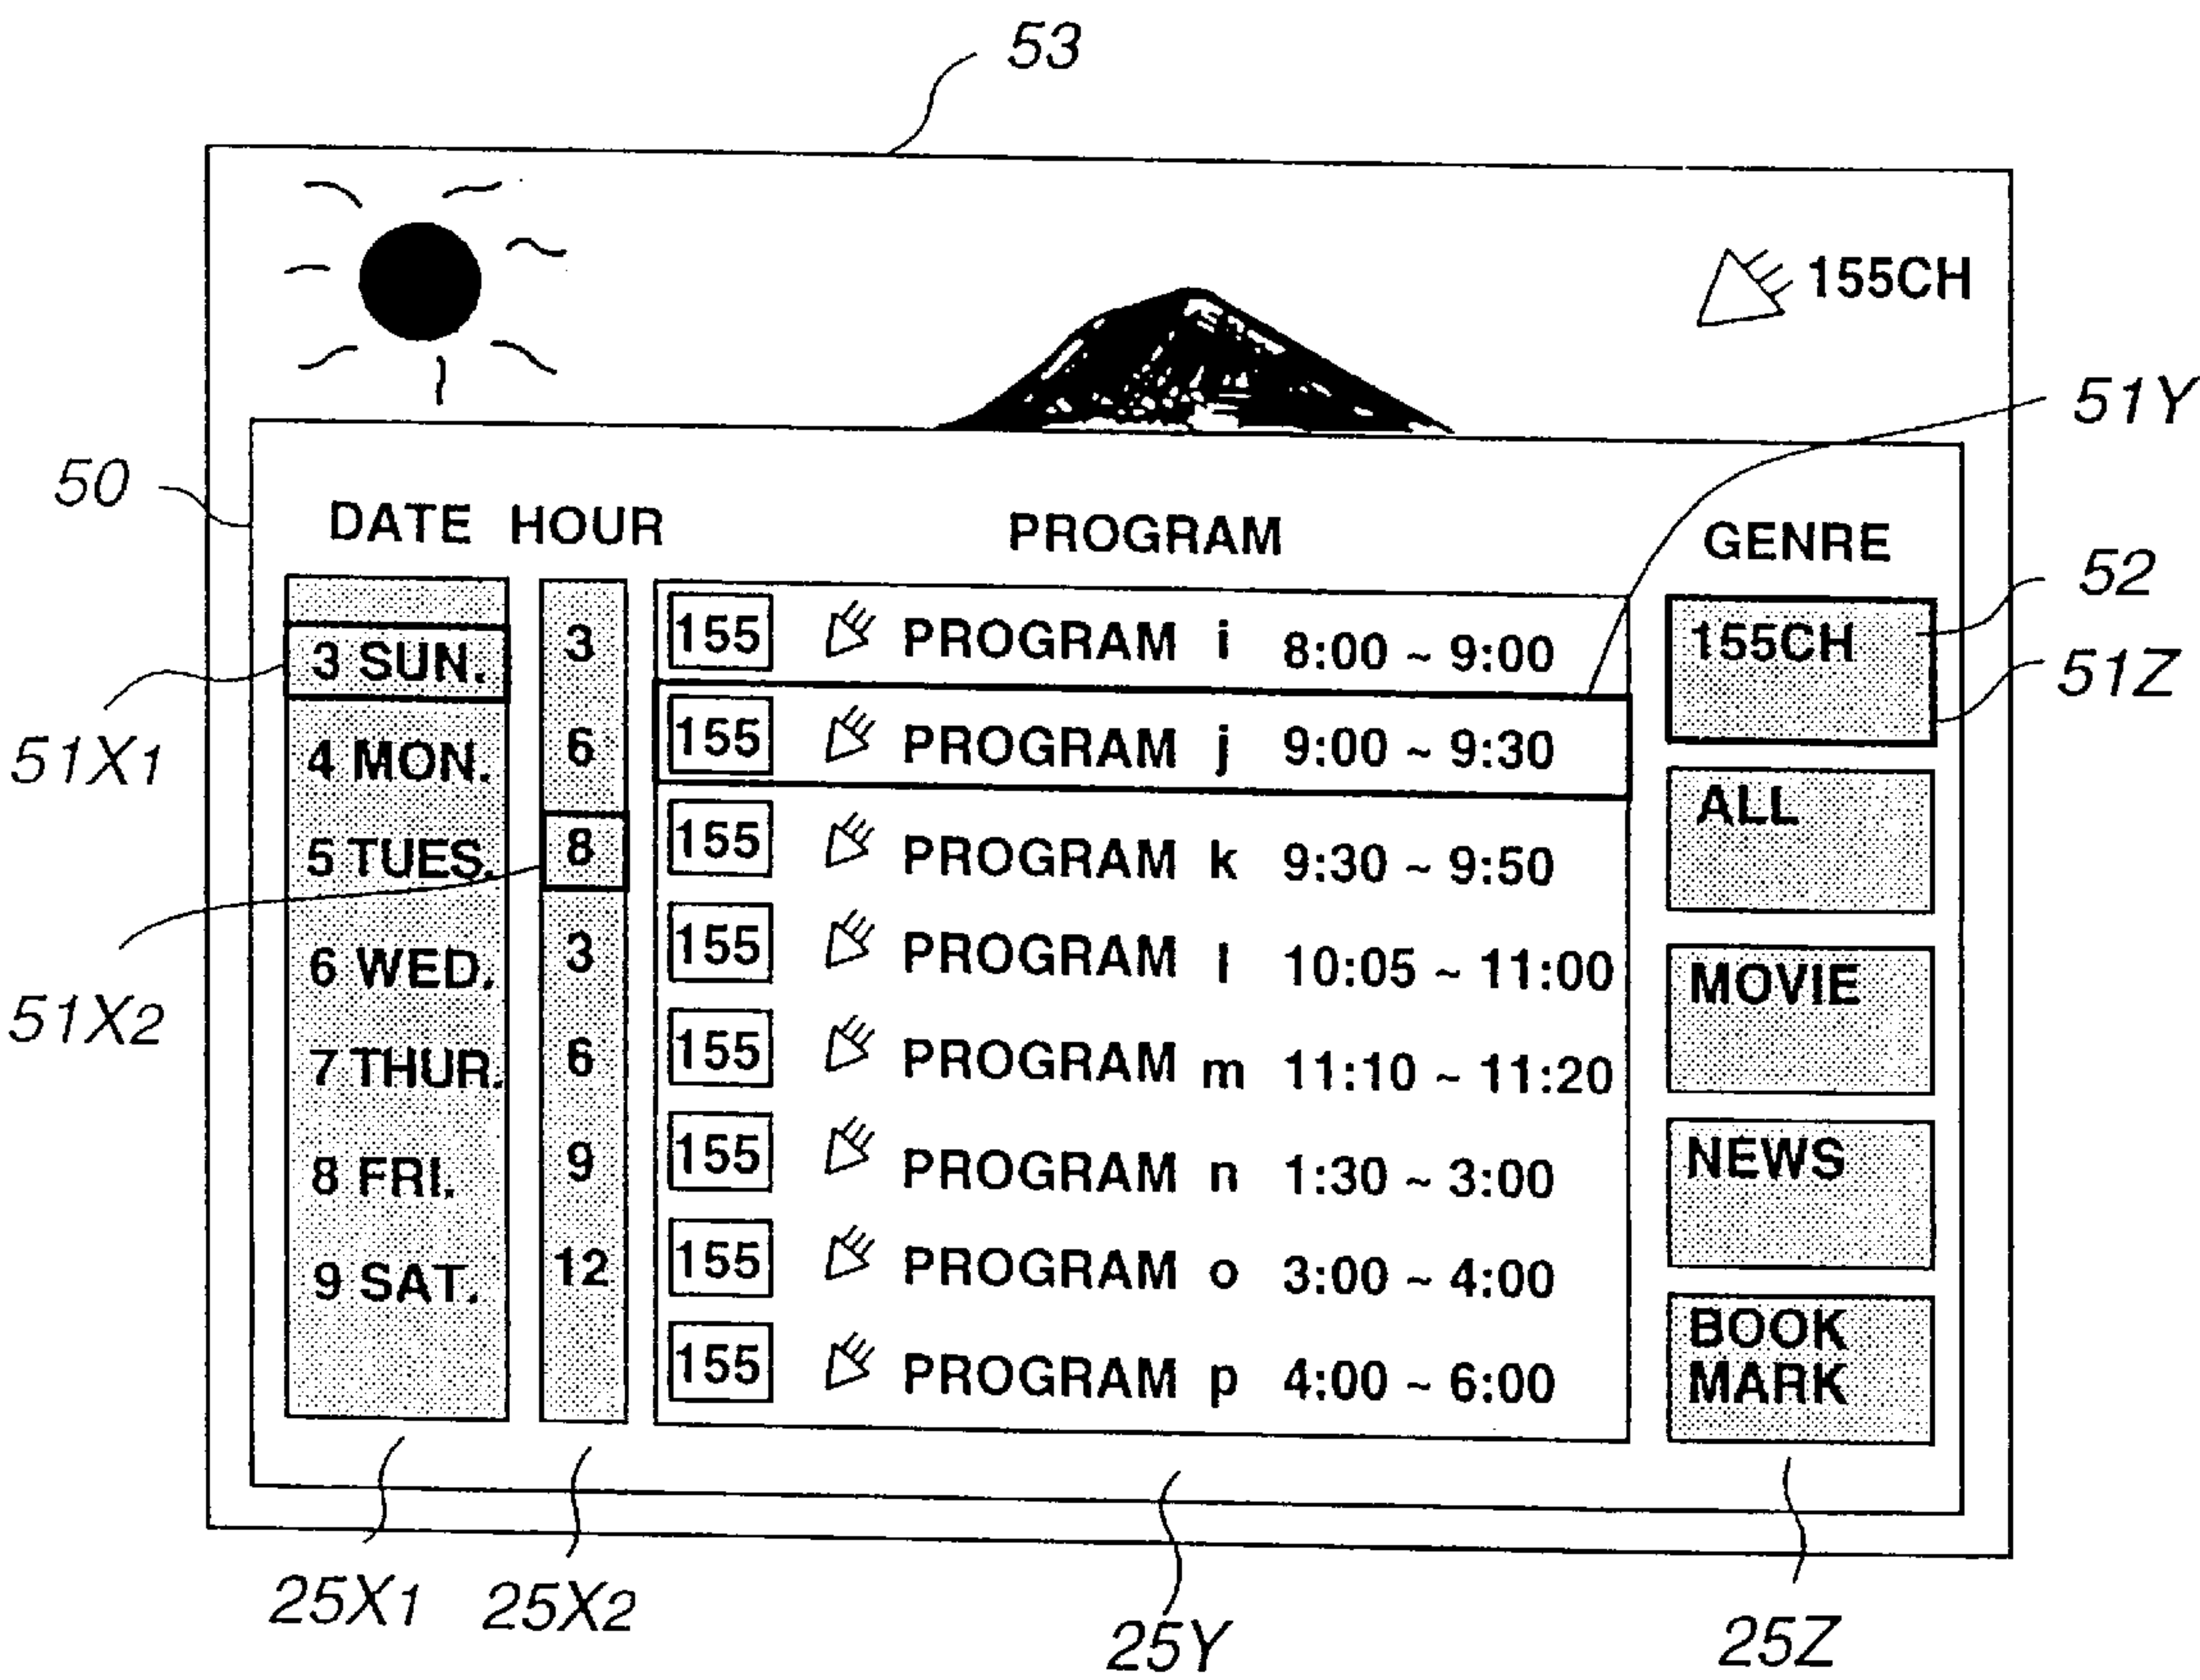 53
155CH
51Y
50
DATE HOUR PROGRAM GENRE
52
51Z
51X1
51X2
3 SUN.
4 MON.
5 TUES.
6 WED.
7 THUR.
8 FRI.
9 SAT.
3
6
8
3
6
9
12
155 PROGRAM i 8:00 ~ 9:00
155 PROGRAM j 9:00 ~ 9:30
155 PROGRAM k 9:30 ~ 9:50
155 PROGRAM l 10:05 ~ 11:00
155 PROGRAM m 11:10 ~ 11:20
155 PROGRAM n 1:30 ~ 3:00
155 PROGRAM o 3:00 ~ 4:00
155 PROGRAM p 4:00 ~ 6:00
155CH
ALL
MOVIE
NEWS
BOOK
MARK
25X1 25X2 25Y 25Z